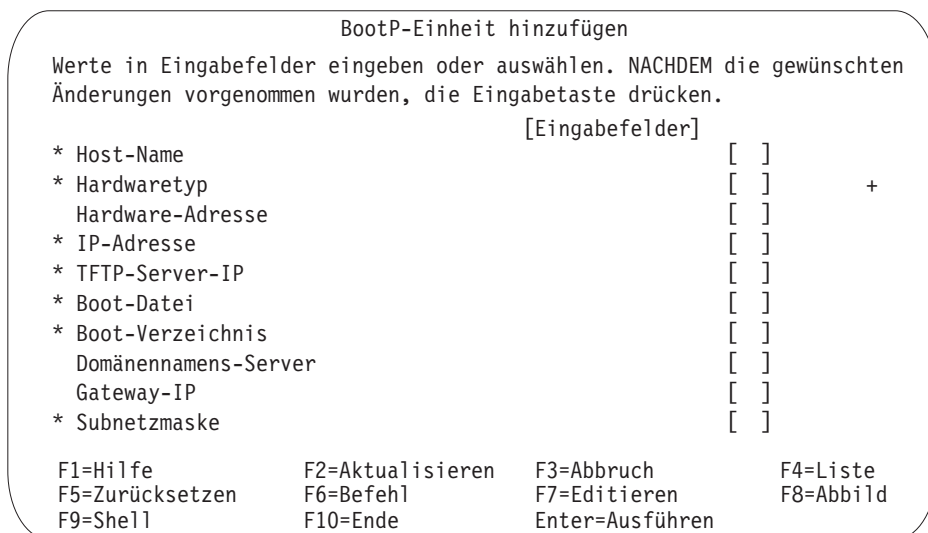 BootP-Einheit hinzufügen
Werte in Eingabefelder eingeben oder auswählen. NACHDEM die gewünschten
Änderungen vorgenommen wurden, die Eingabetaste drücken.
[Eingabefelder]
* Host-Name [ ]
* Hardwaretyp [ ] +
Hardware-Adresse [ ]
* IP-Adresse [ ]
* TFTP-Server-IP [ ]
* Boot-Datei [ ]
* Boot-Verzeichnis [ ]
Domänennamens-Server [ ]
Gateway-IP [ ]
* Subnetzmaske [ ]
F1=Hilfe F2=Aktualisieren F3=Abbruch F4=Liste
F5=Zurücksetzen F6=Befehl F7=Editieren F8=Abbild
F9=Shell F10=Ende Enter=Ausführen